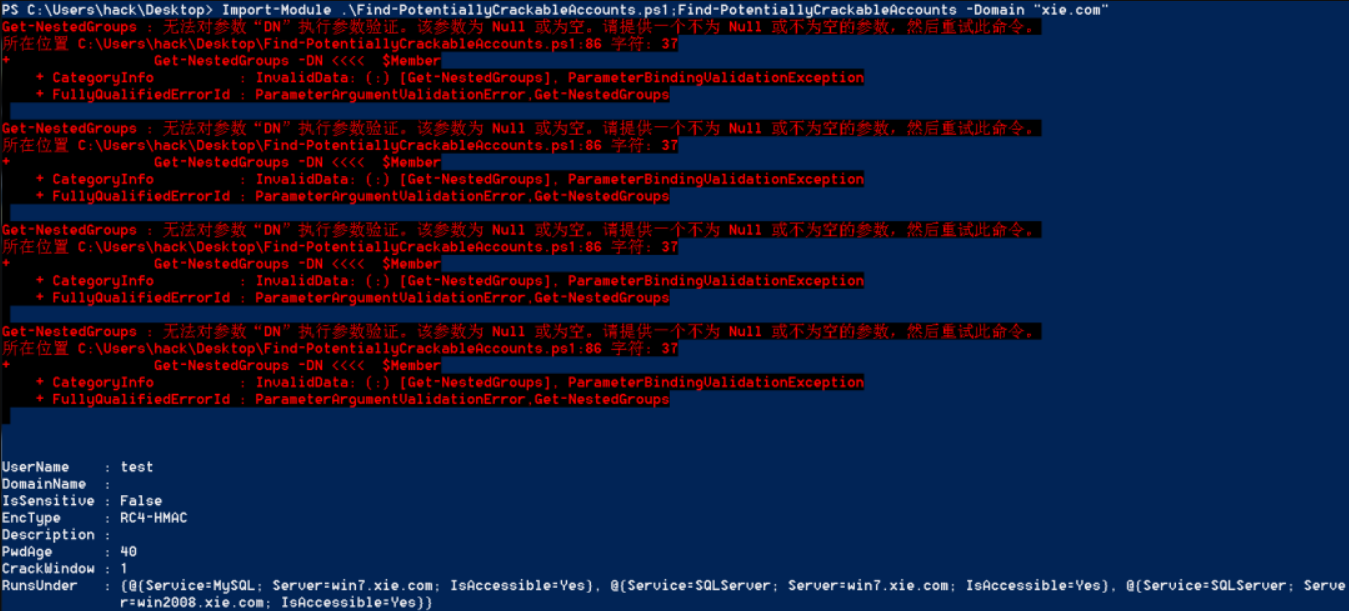 PS C:\Users\hack\Desktop> Import-Module .\Find-PotentiallyCrackableAccounts.ps1;Find-PotentiallyCrackableAccounts -Domain "xie.com"
Get-NestedGroups : 无法对参数“DN”执行参数验证。该参数为 Null 或为空。请提供一个不为 Null 或不为空的参数，然后重试此命令。
所在位置 C:\Users\hack\Desktop\Find-PotentiallyCrackableAccounts.ps1:86 字符: 37
+                 Get-NestedGroups -DN <<<<  $Member
    + CategoryInfo          : InvalidData: (:) [Get-NestedGroups], ParameterBindingValidationException
    + FullyQualifiedErrorId : ParameterArgumentValidationError,Get-NestedGroups
Get-NestedGroups : 无法对参数“DN”执行参数验证。该参数为 Null 或为空。请提供一个不为 Null 或不为空的参数，然后重试此命令。
所在位置 C:\Users\hack\Desktop\Find-PotentiallyCrackableAccounts.ps1:86 字符: 37
+                 Get-NestedGroups -DN <<<<  $Member
    + CategoryInfo          : InvalidData: (:) [Get-NestedGroups], ParameterBindingValidationException
    + FullyQualifiedErrorId : ParameterArgumentValidationError,Get-NestedGroups
Get-NestedGroups : 无法对参数“DN”执行参数验证。该参数为 Null 或为空。请提供一个不为 Null 或不为空的参数，然后重试此命令。
所在位置 C:\Users\hack\Desktop\Find-PotentiallyCrackableAccounts.ps1:86 字符: 37
+                 Get-NestedGroups -DN <<<<  $Member
    + CategoryInfo          : InvalidData: (:) [Get-NestedGroups], ParameterBindingValidationException
    + FullyQualifiedErrorId : ParameterArgumentValidationError,Get-NestedGroups
Get-NestedGroups : 无法对参数“DN”执行参数验证。该参数为 Null 或为空。请提供一个不为 Null 或不为空的参数，然后重试此命令。
所在位置 C:\Users\hack\Desktop\Find-PotentiallyCrackableAccounts.ps1:86 字符: 37
+                 Get-NestedGroups -DN <<<<  $Member
    + CategoryInfo          : InvalidData: (:) [Get-NestedGroups], ParameterBindingValidationException
    + FullyQualifiedErrorId : ParameterArgumentValidationError,Get-NestedGroups
UserName    : test
DomainName  :
IsSensitive : False
EncType     : RC4-HMAC
Description :
PwdAge      : 40
CrackWindow : 1
RunsUnder   : {@{Service=MySQL; Server=win7.xie.com; IsAccessible=Yes}, @{Service=SQLServer; Server=win7.xie.com; IsAccessible=Yes}, @{Service=SQLServer; Serve
              r=win2008.xie.com; IsAccessible=Yes}}